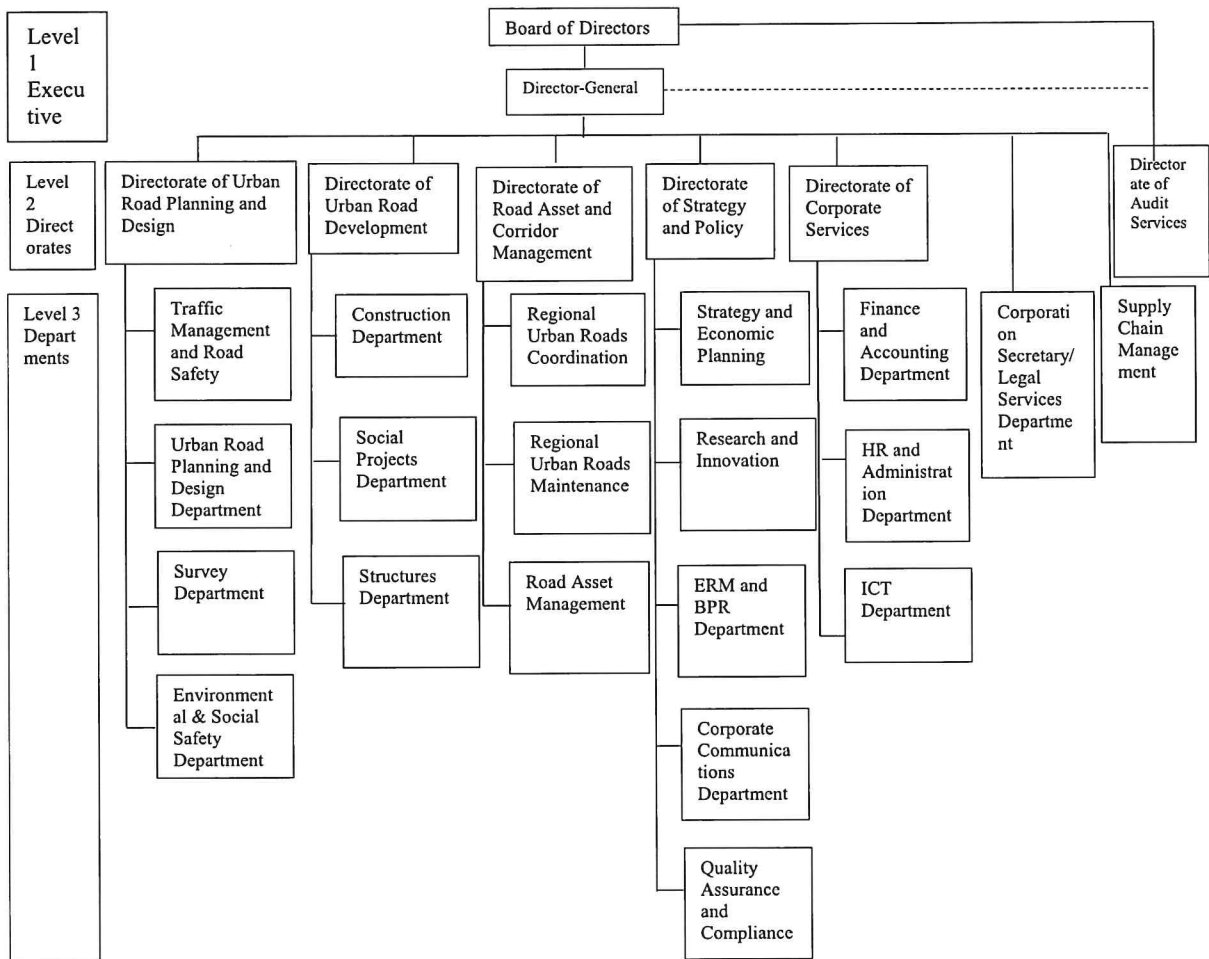 Level
1
Execu
tive
Board of Directors
Director-General
Level
2
Direct
orates
Directorate of Urban
Road Planning and
Design
Directorate of
Urban Road
Development
Directorate of
Road Asset and
Corridor
Management
Directorate
of Strategy
and Policy
Directorate of
Corporate
Services
Director
ate of
Audit
Services
Level 3
Depart
ments
Traffic
Management
and Road
Safety
Urban Road
Planning and
Design
Department
Survey
Department
Environment
al & Social
Safety
Department
Construction
Department
Social
Projects
Department
Structures
Department
Regional
Urban Roads
Coordination
Regional
Urban Roads
Maintenance
Road Asset
Management
Strategy and
Economic
Planning
Research and
Innovation
ERM and
BPR
Department
Corporate
Communica
tions
Department
Quality
Assurance
and
Compliance
Finance
and
Accounting
Department
HR and
Administrat
ion
Department
ICT
Department
Corporati
on
Secretary/
Legal
Services
Departme
nt
Supply
Chain
Manage
ment